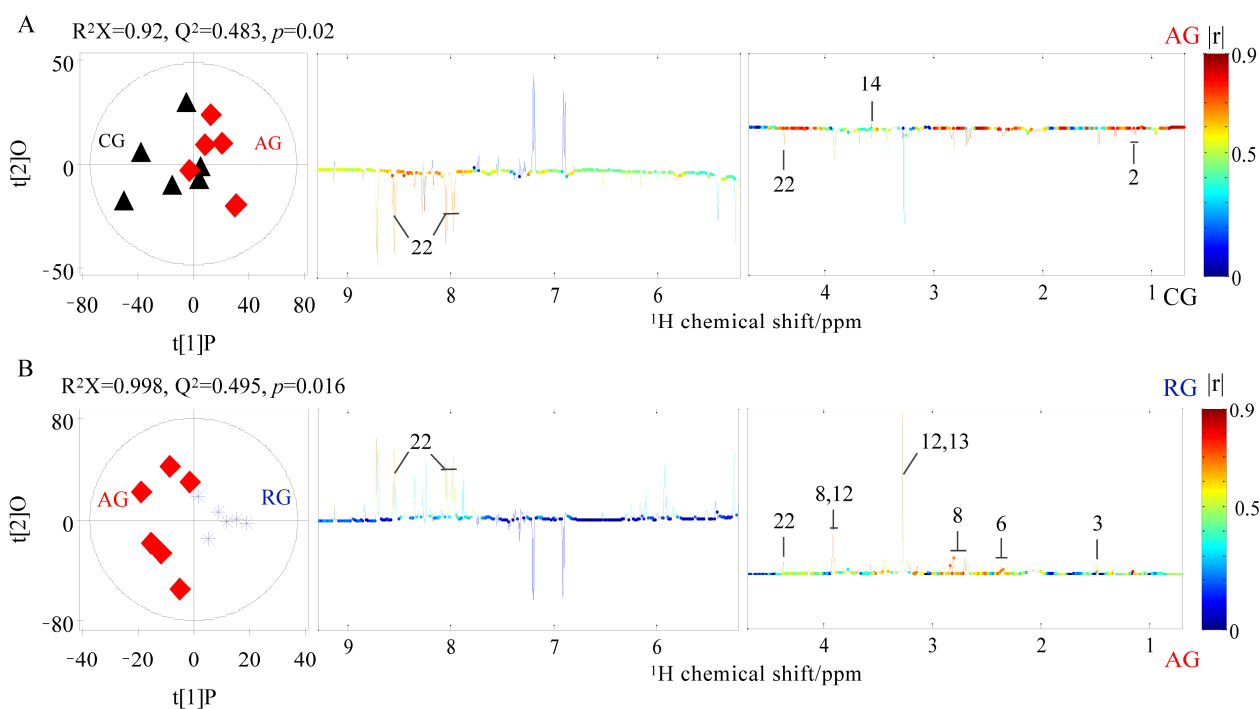 A
R²X=0.92, Q²=0.483, p=0.02
AG |r|
50
0
-50
t[2]O
CG
AG
-80 -40 0 40 80
t[1]P
22
9 8 7 6
14
22
2
4 3 2 1
¹H chemical shift/ppm
0.9
0.5
0
CG
B
R²X=0.998, Q²=0.495, p=0.016
RG |r|
80
0
-80
t[2]O
AG
RG
-40 -20 0 20 40
t[1]P
22
9 8 7 6
12,13
8,12
22
8
6
3
4 3 2 1
¹H chemical shift/ppm
0.9
0.5
0
AG